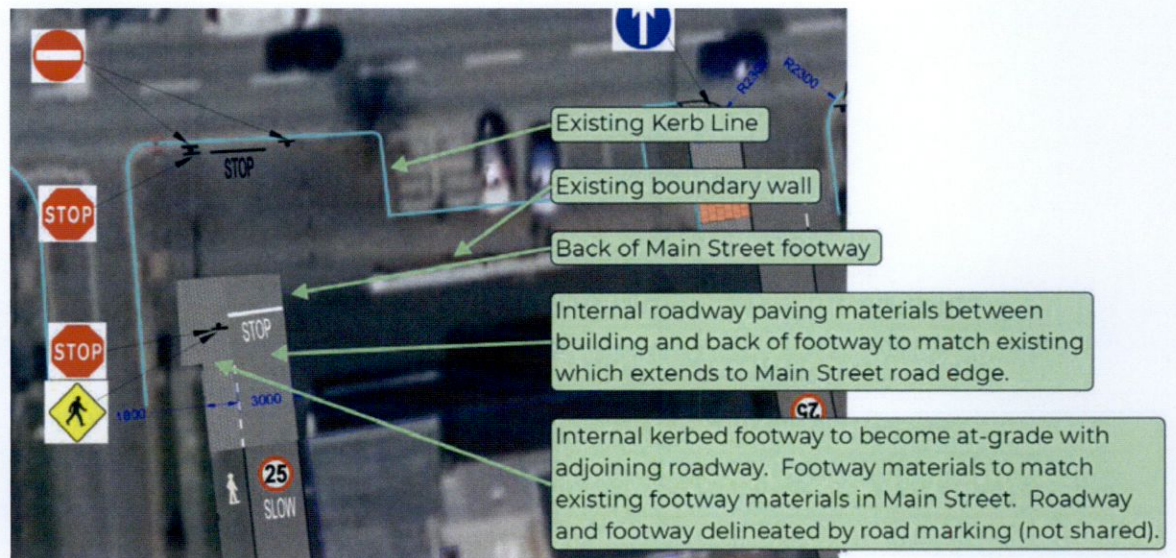 R2300
R2300
Existing Kerb Line
STOP
Existing boundary wall
STOP
Back of Main Street footway
STOP
STOP
Internal roadway paving materials between
building and back of footway to match existing
which extends to Main Street road edge.
1800
3000
25
25
SLOW
Internal kerbed footway to become at-grade with
adjoining roadway. Footway materials to match
existing footway materials in Main Street. Roadway
and footway delineated by road marking (not shared).